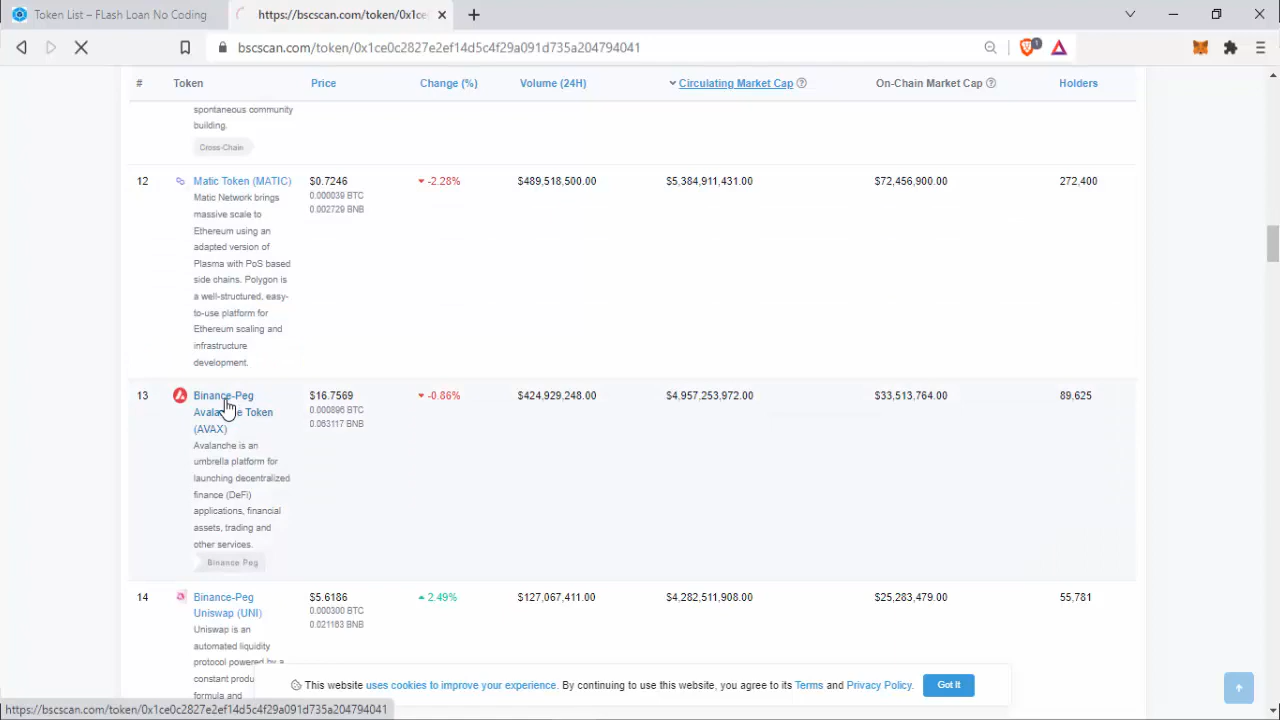 Token List – FLash Loan No Coding
https://bscscan.com/token/0x1ce0c
bscscan.com/token/0x1ce0c2827e2ef14d5c4f29a091d735a204794041
# Token Price Change (%) Volume (24H) Circulating Market Cap On-Chain Market Cap Holders
spontaneous community
building.
Cross-Chain
12 Matic Token (MATIC) $0.7246 -2.28% $489,518,500.00 $5,384,911,431.00 $72,456,900.00 272,400
Matic Network brings 0.000039 BTC
massive scale to 0.002729 BNB
Ethereum using an
adapted version of
Plasma with PoS based
side chains. Polygon is
a well-structured, easy-
to-use platform for
Ethereum scaling and
infrastructure
development.
13 Binance-Peg $16.7569 -0.86% $424,929,248.00 $4,957,253,972.00 $33,513,764.00 89,625
Avalanche Token 0.000896 BTC
(AVAX) 0.063117 BNB
Avalanche is an
umbrella platform for
launching decentralized
finance (DeFi)
applications, financial
assets, trading and
other services.
Binance Peg
14 Binance-Peg $5.6186 2.49% $127,067,411.00 $4,282,511,908.00 $25,283,479.00 55,781
Uniswap (UNI) 0.000300 BTC
0.021163 BNB
Uniswap is an
automated liquidity
protocol powered by a
constant produ
formula and
This website uses cookies to improve your experience. By continuing to use this website, you agree to its Terms and Privacy Policy. Got It
https://bscscan.com/token/0x1ce0c2827e2ef14d5c4f29a091d735a204794041